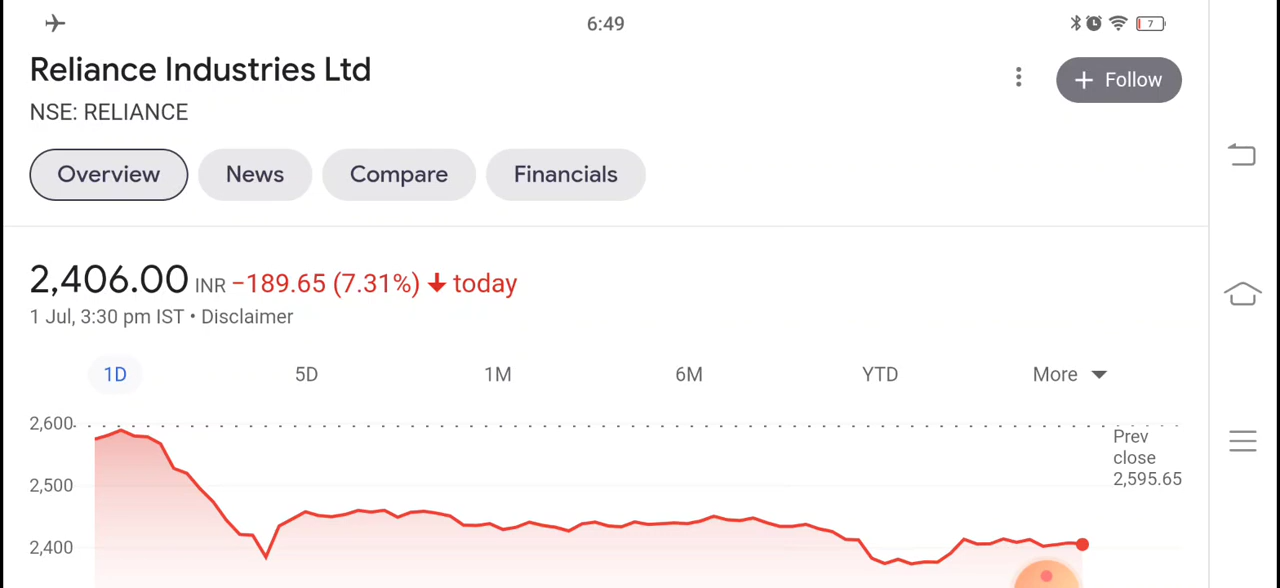 6:49
7
Reliance Industries Ltd
Follow
NSE: RELIANCE
Overview News Compare Financials
2,406.00 INR −189.65 (7.31%) today
1 Jul, 3:30 pm IST • Disclaimer
1D 5D 1M 6M YTD More
2,600
Prev
close
2,595.65
2,500
2,400